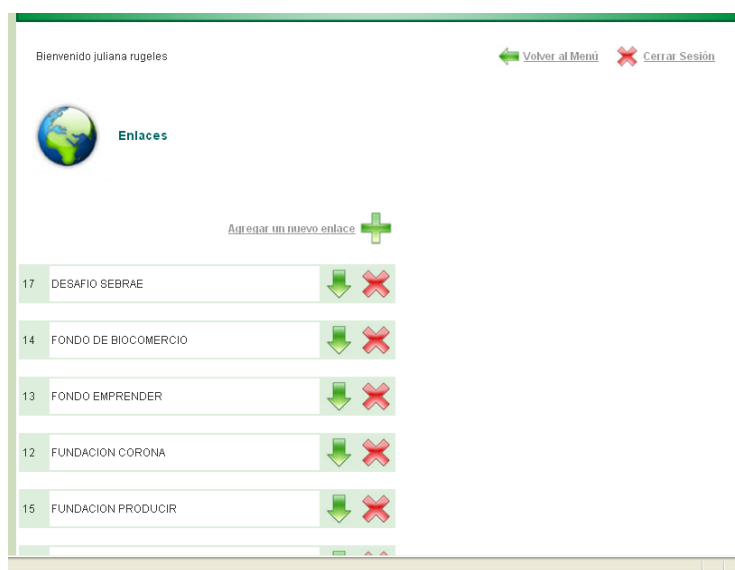 Bienvenido juliana rugeles
Volver al Menú
Cerrar Sesión
Enlaces
Agregar un nuevo enlace
17 DESAFIO SEBRAE
14 FONDO DE BIOCOMERCIO
13 FONDO EMPRENDER
12 FUNDACION CORONA
15 FUNDACION PRODUCIR